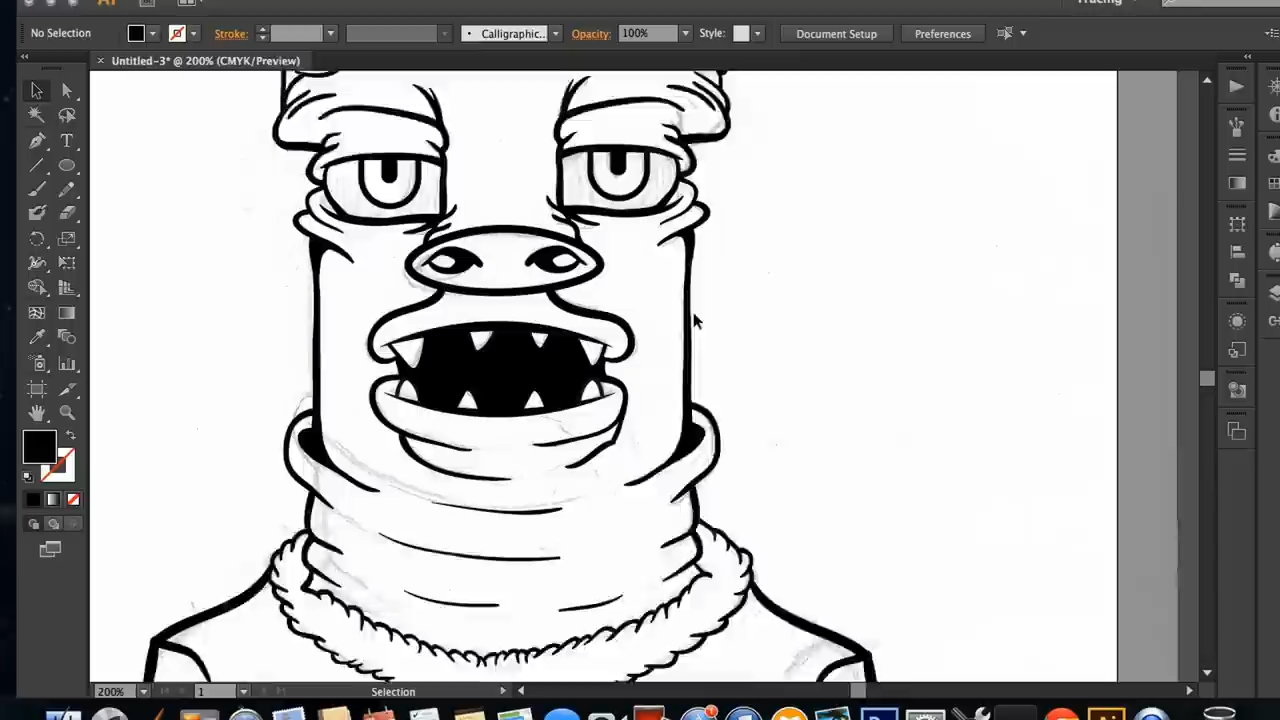 Ai
Tracing
No Selection
Stroke:
Calligraphic..
Opacity:
100%
Style:
Document Setup
Preferences
× Untitled-3* @ 200% (CMYK/Preview)
T
200%
1
Selection